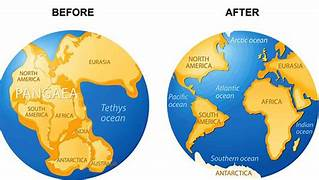 BEFORE
AFTER
NORTH
AMERICA
EURASIA
PANGAEA
SOUTH
AMERICA
AFRICA
Tethys
ocean
INDIA
ANTARCTICA
Arctic ocean
NORTH
AMERICA
EURASIA
Atlantic
ocean
Pacific
ocean
AFRICA
SOUTH
AMERICA
Indian
ocean
Southern ocean
ANTARCTICA